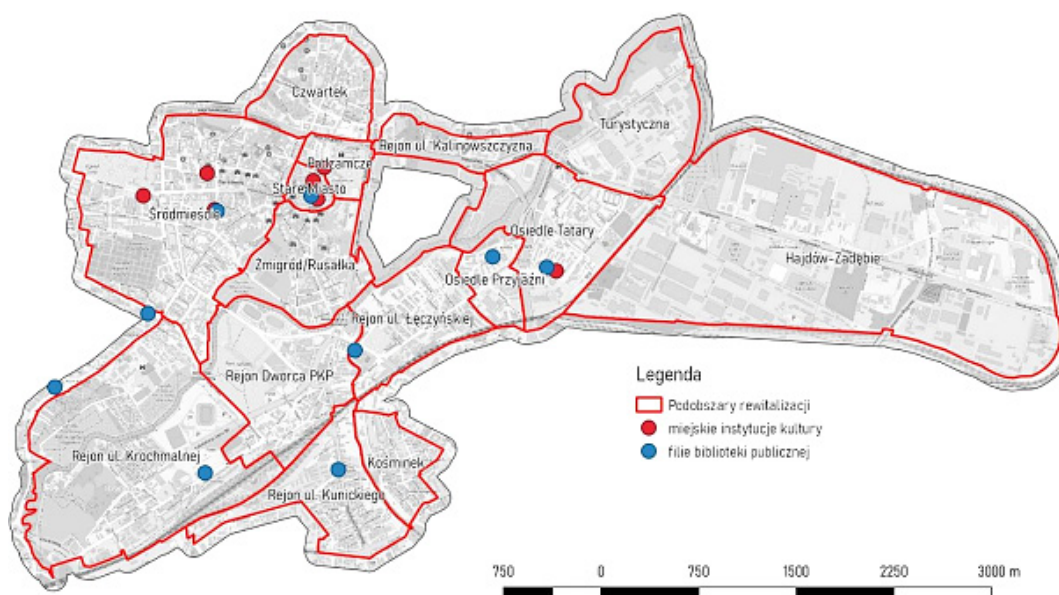 Czwartek
Turystyczna
Rejon ul. Kalinowszczyzna
Podzamcze
Stare Miasto
Śródmieście
Osiedle Tatary
Hajdów-Zadębie
Żmigród/Rusałka
Osiedle Przyjaźni
Rejon ul. Łęczyńskiej
Rejon Dworca PKP
Rejon ul. Krochmalnej
Kośminek
Rejon ul. Kunickiego
Legenda
Podobszary rewitalizacji
miejskie instytucje kultury
filie biblioteki publicznej
750 0 750 1500 2250 3000 m